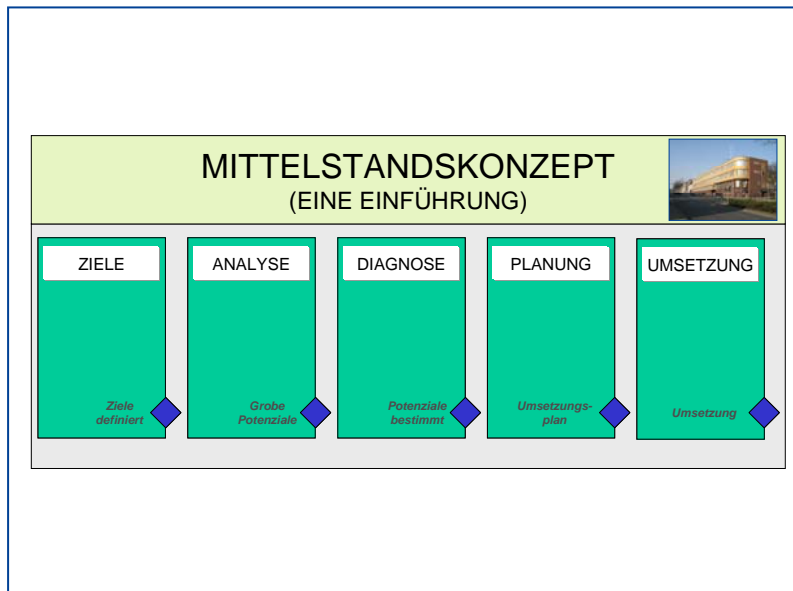 MITTELSTANDSKONZEPT
(EINE EINFÜHRUNG)
ZIELE
Ziele
definiert
ANALYSE
Grobe
Potenziale
DIAGNOSE
Potenziale
bestimmt
PLANUNG
Umsetzungs-
plan
UMSETZUNG
Umsetzung